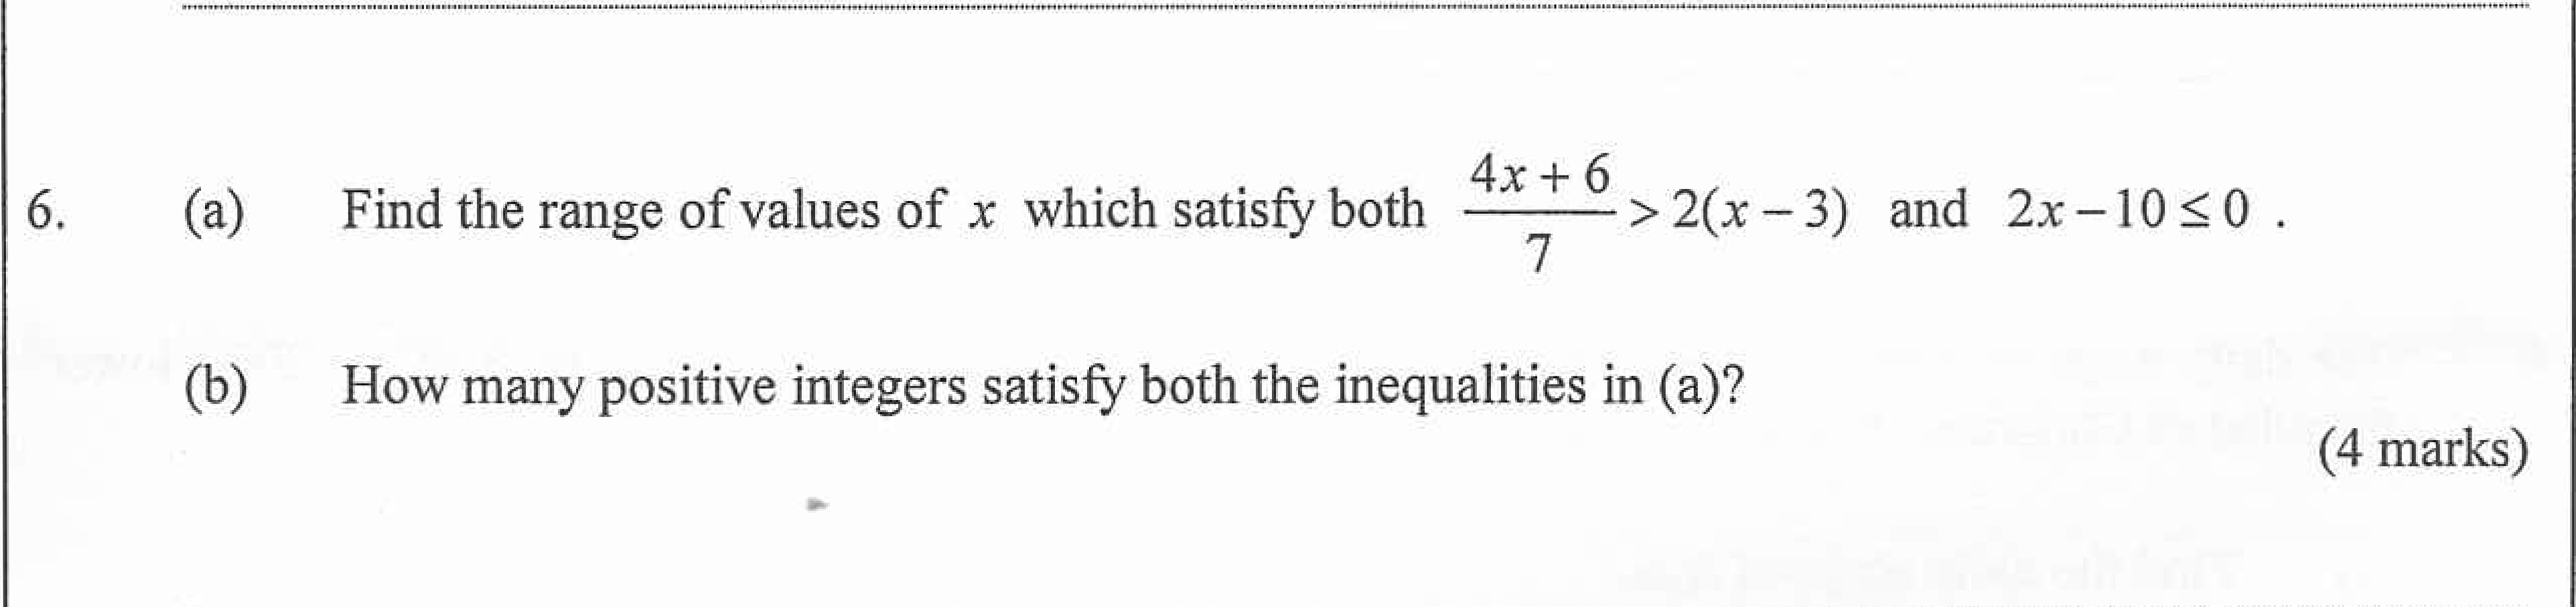 6. (a) Find the range of values of x which satisfy both \frac{4x+6}{7} > 2(x-3) and 2x-10 ≤ 0 .
(b) How many positive integers satisfy both the inequalities in (a)?
(4 marks)